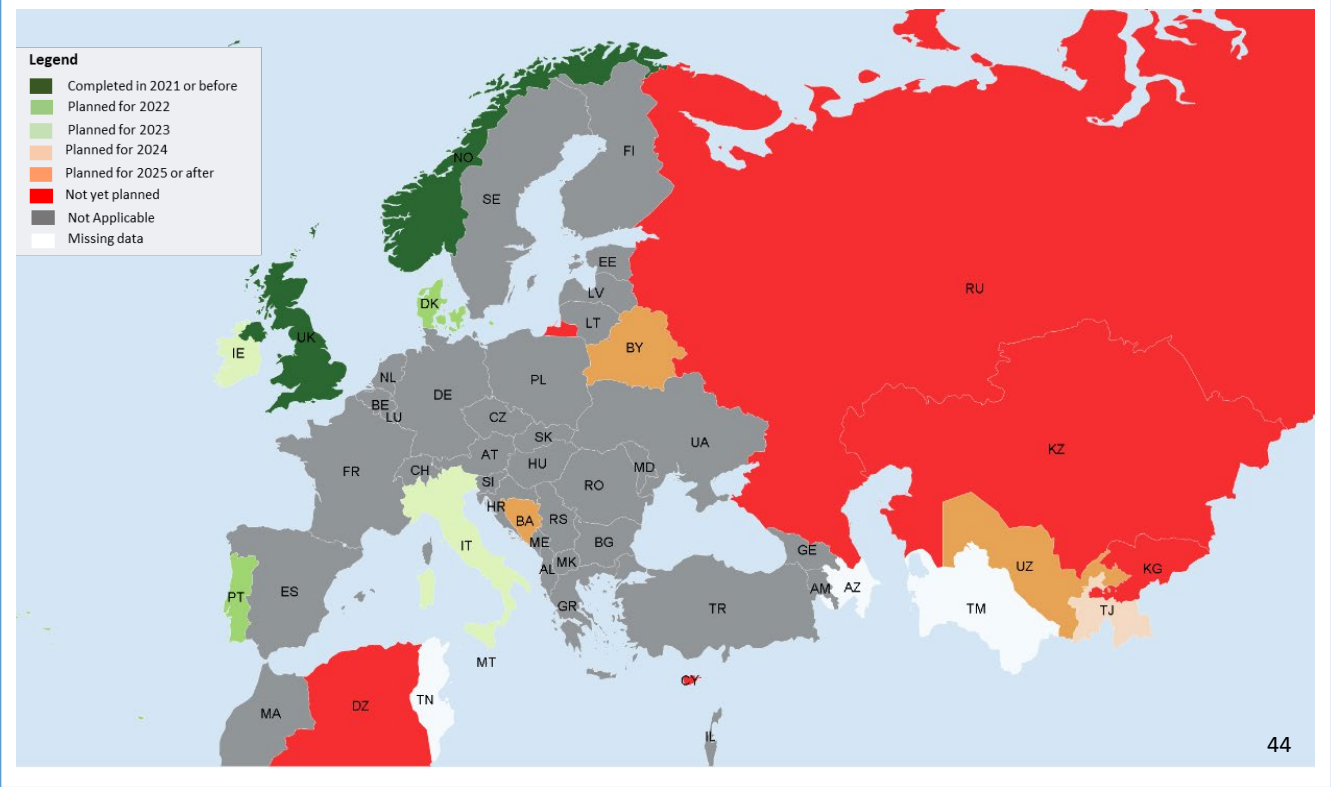 Legend
Completed in 2021 or before
Planned for 2022
Planned for 2023
Planned for 2024
Planned for 2025 or after
Not yet planned
Not Applicable
Missing data
NO
SE
FI
EE
LV
LT
DK
RU
IE
UK
BY
NL
DE
PL
BE
LU
CZ
SK
UA
KZ
FR
CH
AT
HU
MD
SI
RO
HR
BA
RS
ME
BG
IT
MK
AL
GE
UZ
KG
PT
ES
GR
TR
AM
AZ
TM
TJ
MT
CY
MA
DZ
TN
IL
44